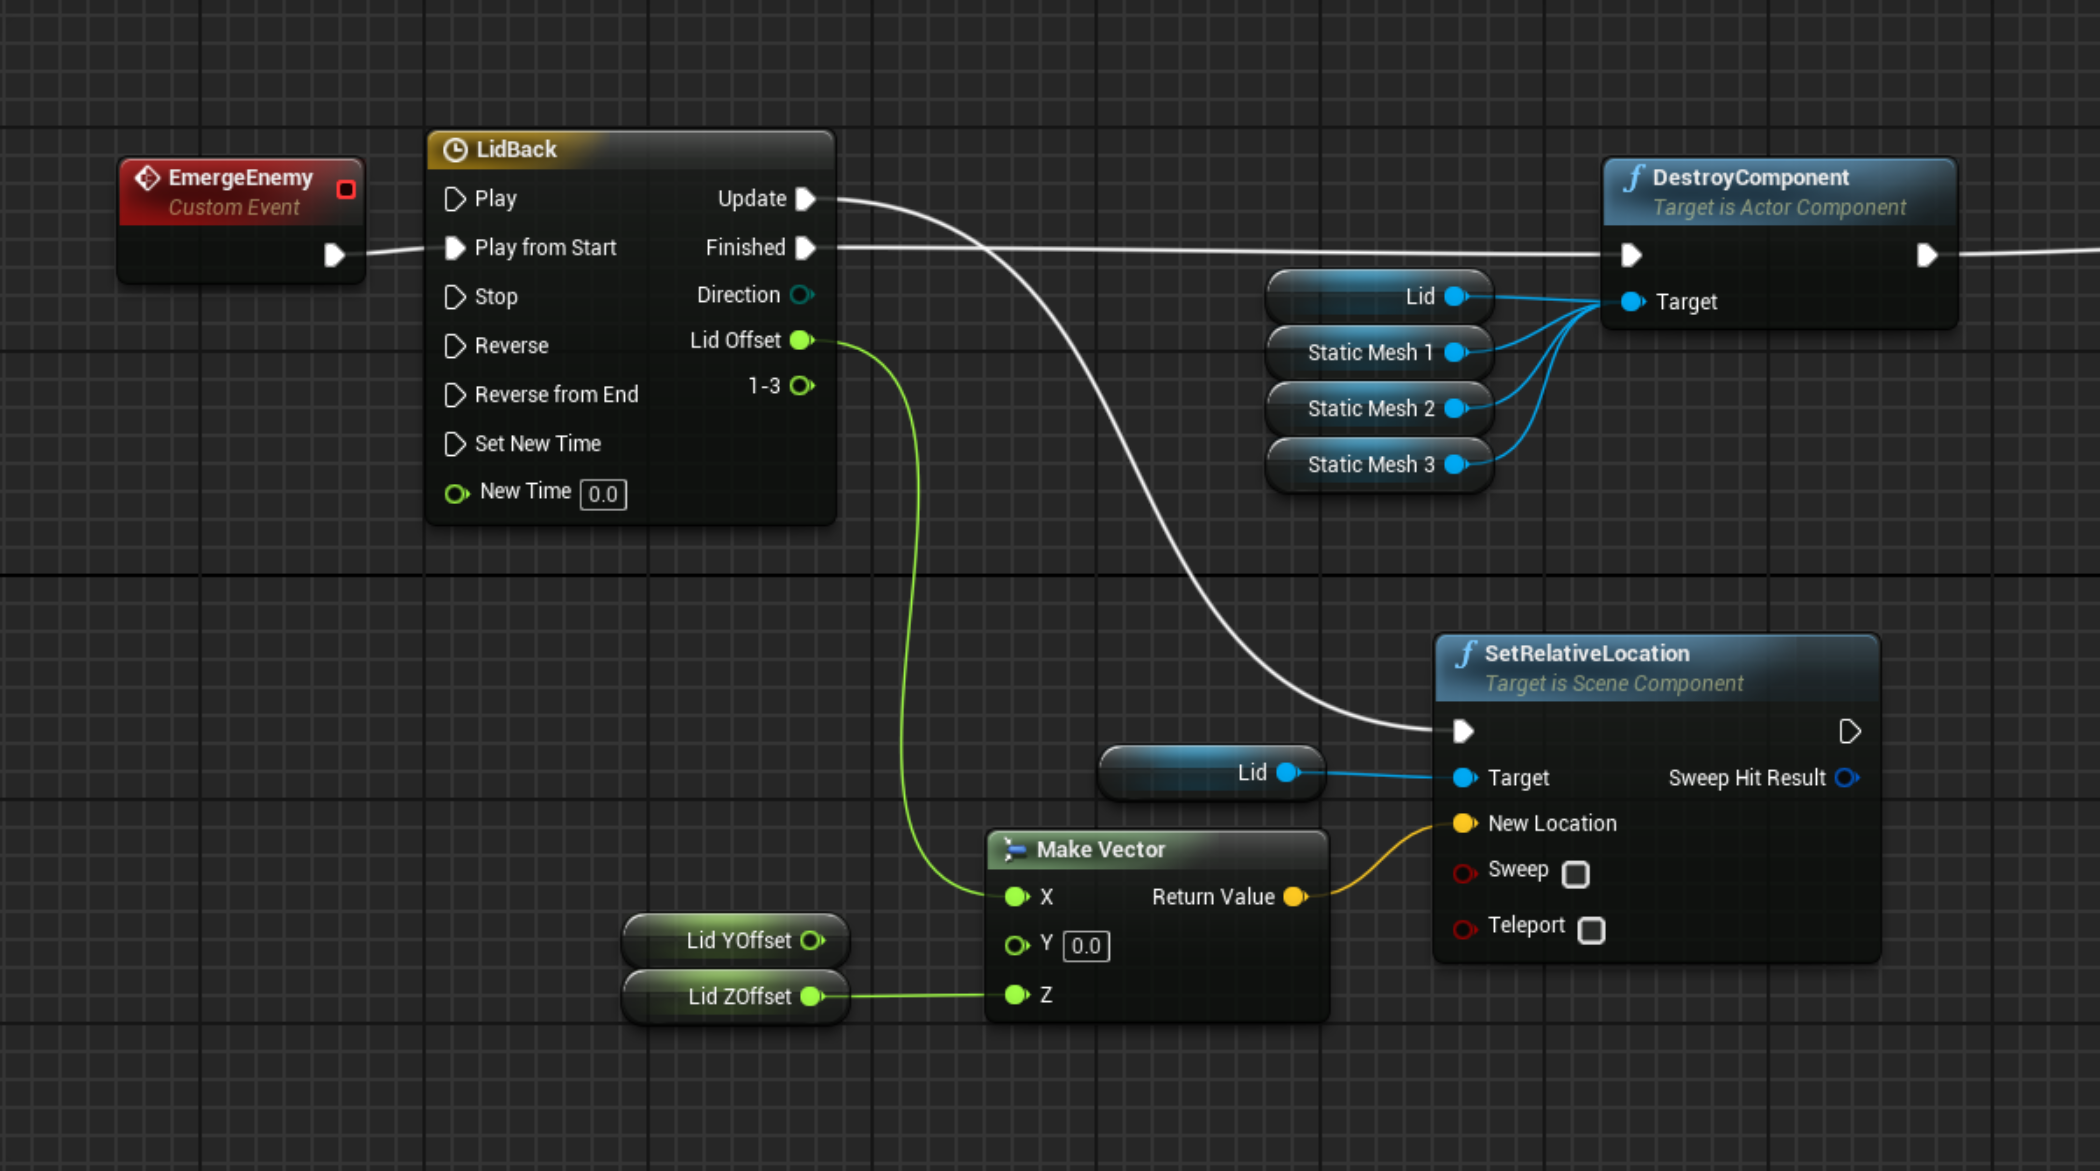 EmergeEnemy
Custom Event
LidBack
Play
Update
Play from Start
Finished
Stop
Direction
Reverse
Lid Offset
Reverse from End
1-3
Set New Time
New Time 0.0
DestroyComponent
Target is Actor Component
Target
Lid
Static Mesh 1
Static Mesh 2
Static Mesh 3
SetRelativeLocation
Target is Scene Component
Target
Sweep Hit Result
New Location
Sweep
Teleport
Lid
Make Vector
X
Return Value
Y 0.0
Z
Lid YOffset
Lid ZOffset